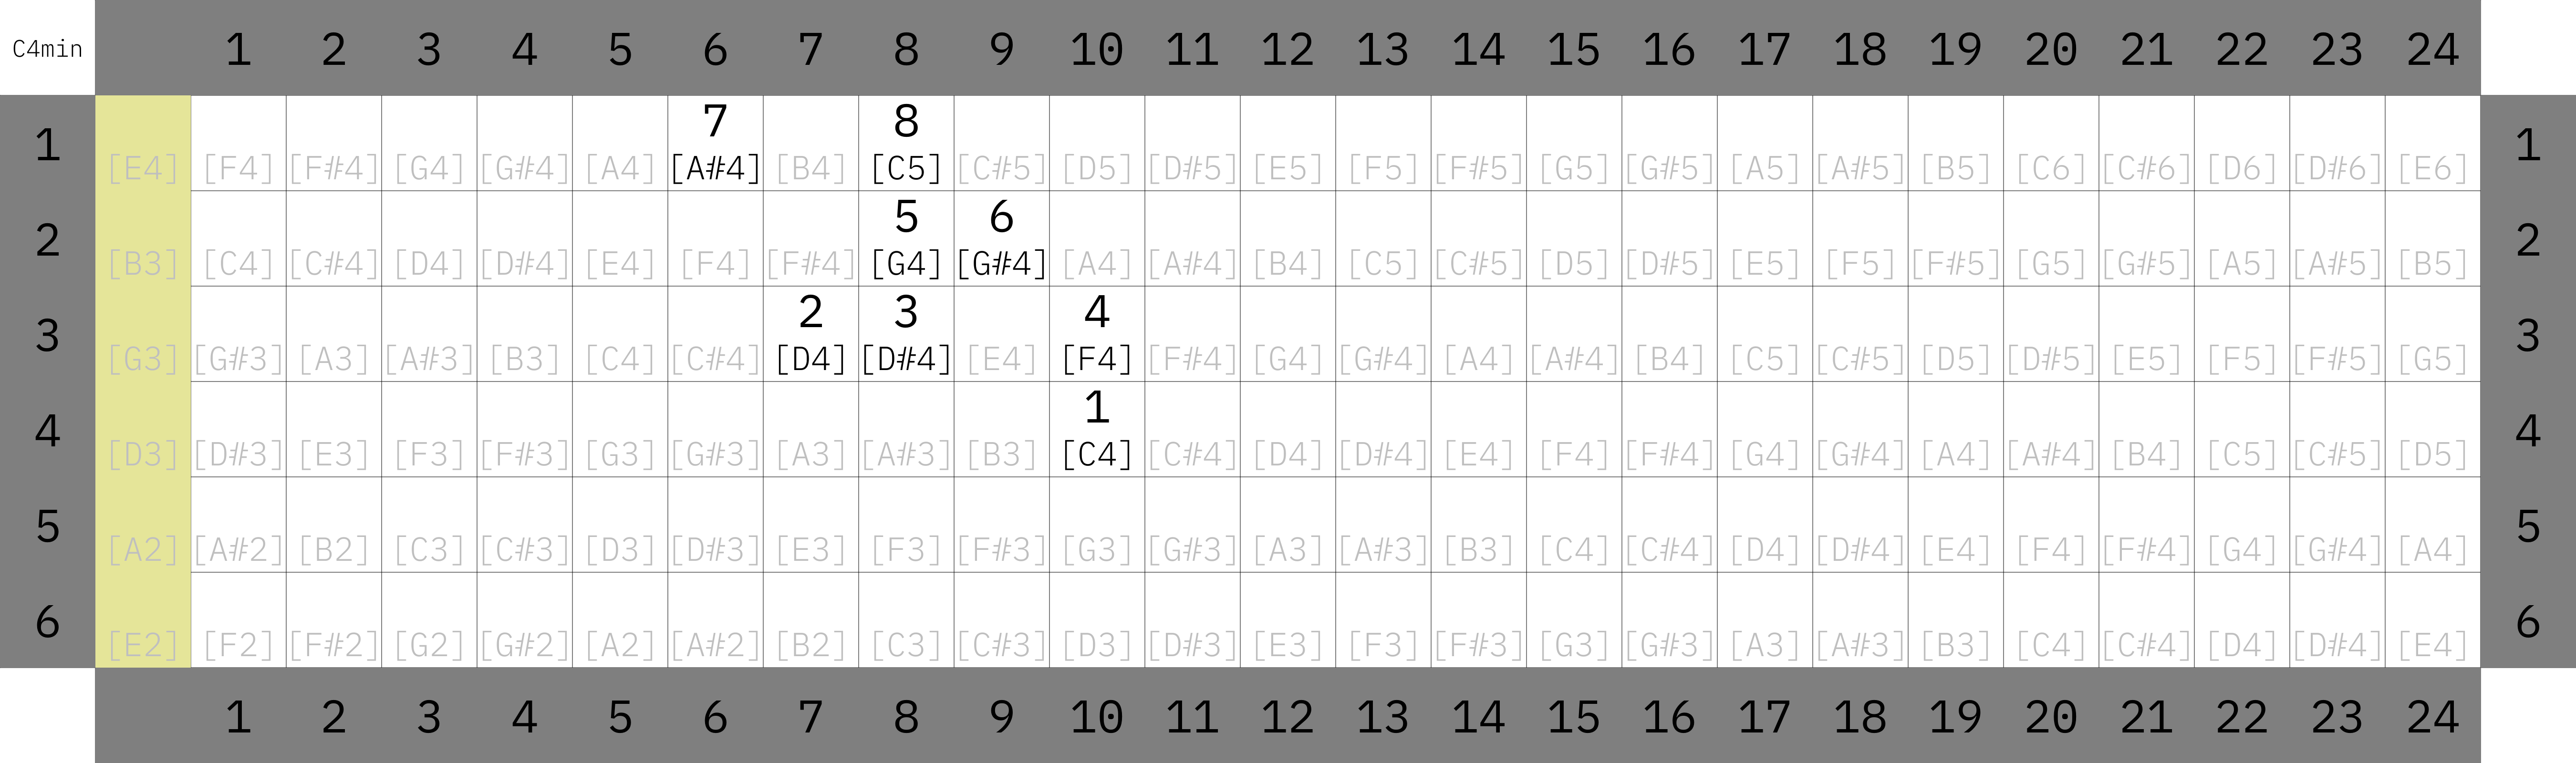 C4min 1 2 3 4 5 6 7 8 9 10 11 12 13 14 15 16 17 18 19 20 21 22 23 24
7 8
1 [E4] [F4] [F#4] [G4] [G#4] [A4] [A#4] [B4] [C5] [C#5] [D5] [D#5] [E5] [F5] [F#5] [G5] [G#5] [A5] [A#5] [B5] [C6] [C#6] [D6] [D#6] [E6] 1
5 6
2 [B3] [C4] [C#4] [D4] [D#4] [E4] [F4] [F#4] [G4] [G#4] [A4] [A#4] [B4] [C5] [C#5] [D5] [D#5] [E5] [F5] [F#5] [G5] [G#5] [A5] [A#5] [B5] 2
2 3 4
3 [G3] [G#3] [A3] [A#3] [B3] [C4] [C#4] [D4] [D#4] [E4] [F4] [F#4] [G4] [G#4] [A4] [A#4] [B4] [C5] [C#5] [D5] [D#5] [E5] [F5] [F#5] [G5] 3
1
4 [D3] [D#3] [E3] [F3] [F#3] [G3] [G#3] [A3] [A#3] [B3] [C4] [C#4] [D4] [D#4] [E4] [F4] [F#4] [G4] [G#4] [A4] [A#4] [B4] [C5] [C#5] [D5] 4
5 [A2] [A#2] [B2] [C3] [C#3] [D3] [D#3] [E3] [F3] [F#3] [G3] [G#3] [A3] [A#3] [B3] [C4] [C#4] [D4] [D#4] [E4] [F4] [F#4] [G4] [G#4] [A4] 5
6 [E2] [F2] [F#2] [G2] [G#2] [A2] [A#2] [B2] [C3] [C#3] [D3] [D#3] [E3] [F3] [F#3] [G3] [G#3] [A3] [A#3] [B3] [C4] [C#4] [D4] [D#4] [E4] 6
1 2 3 4 5 6 7 8 9 10 11 12 13 14 15 16 17 18 19 20 21 22 23 24